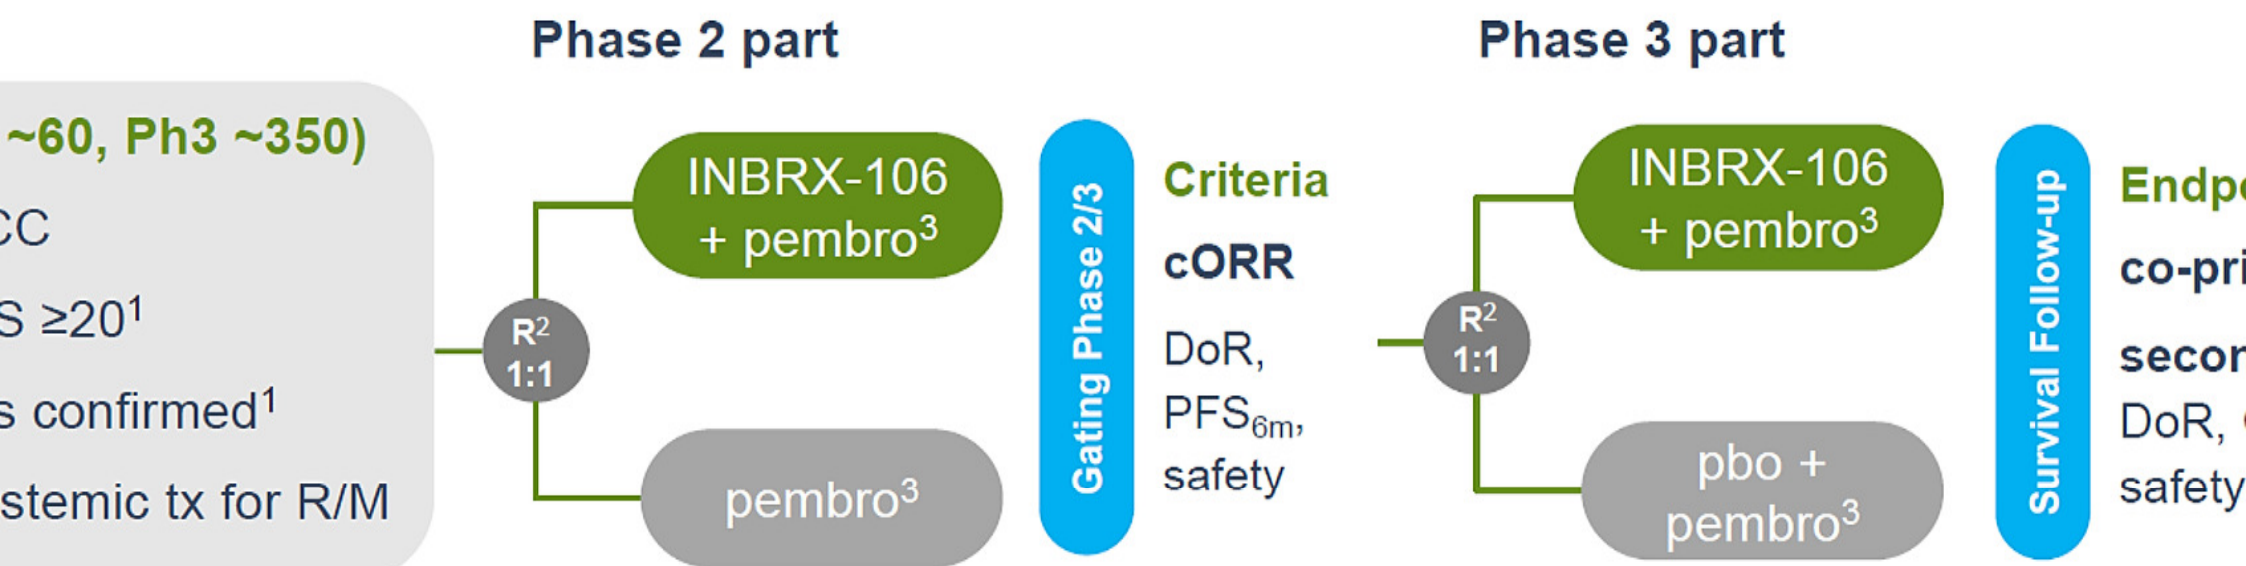 Phase 2 part
Phase 3 part
~60, Ph3 ~350)
CC
S ≥20¹
s confirmed¹
stemic tx for R/M
R²
1:1
INBRX-106
+ pembro³
pembro³
Gating Phase 2/3
Criteria
cORR
DoR,
PFS₆ₘ,
safety
R²
1:1
INBRX-106
+ pembro³
pbo +
pembro³
Survival Follow-up
Endp
co-pri
secon
DoR,
safety